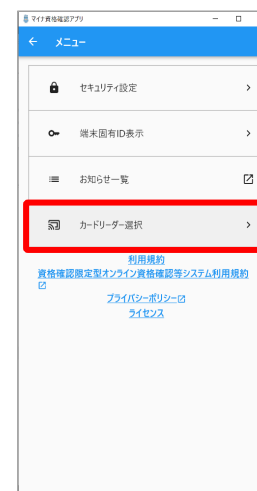 マイナ資格確認アプリ
メニュー
セキュリティ設定
端末固有ID表示
お知らせ一覧
カードリーダー選択
利用規約
資格確認限定型オンライン資格確認等システム利用規約
プライバシーポリシー
ライセンス